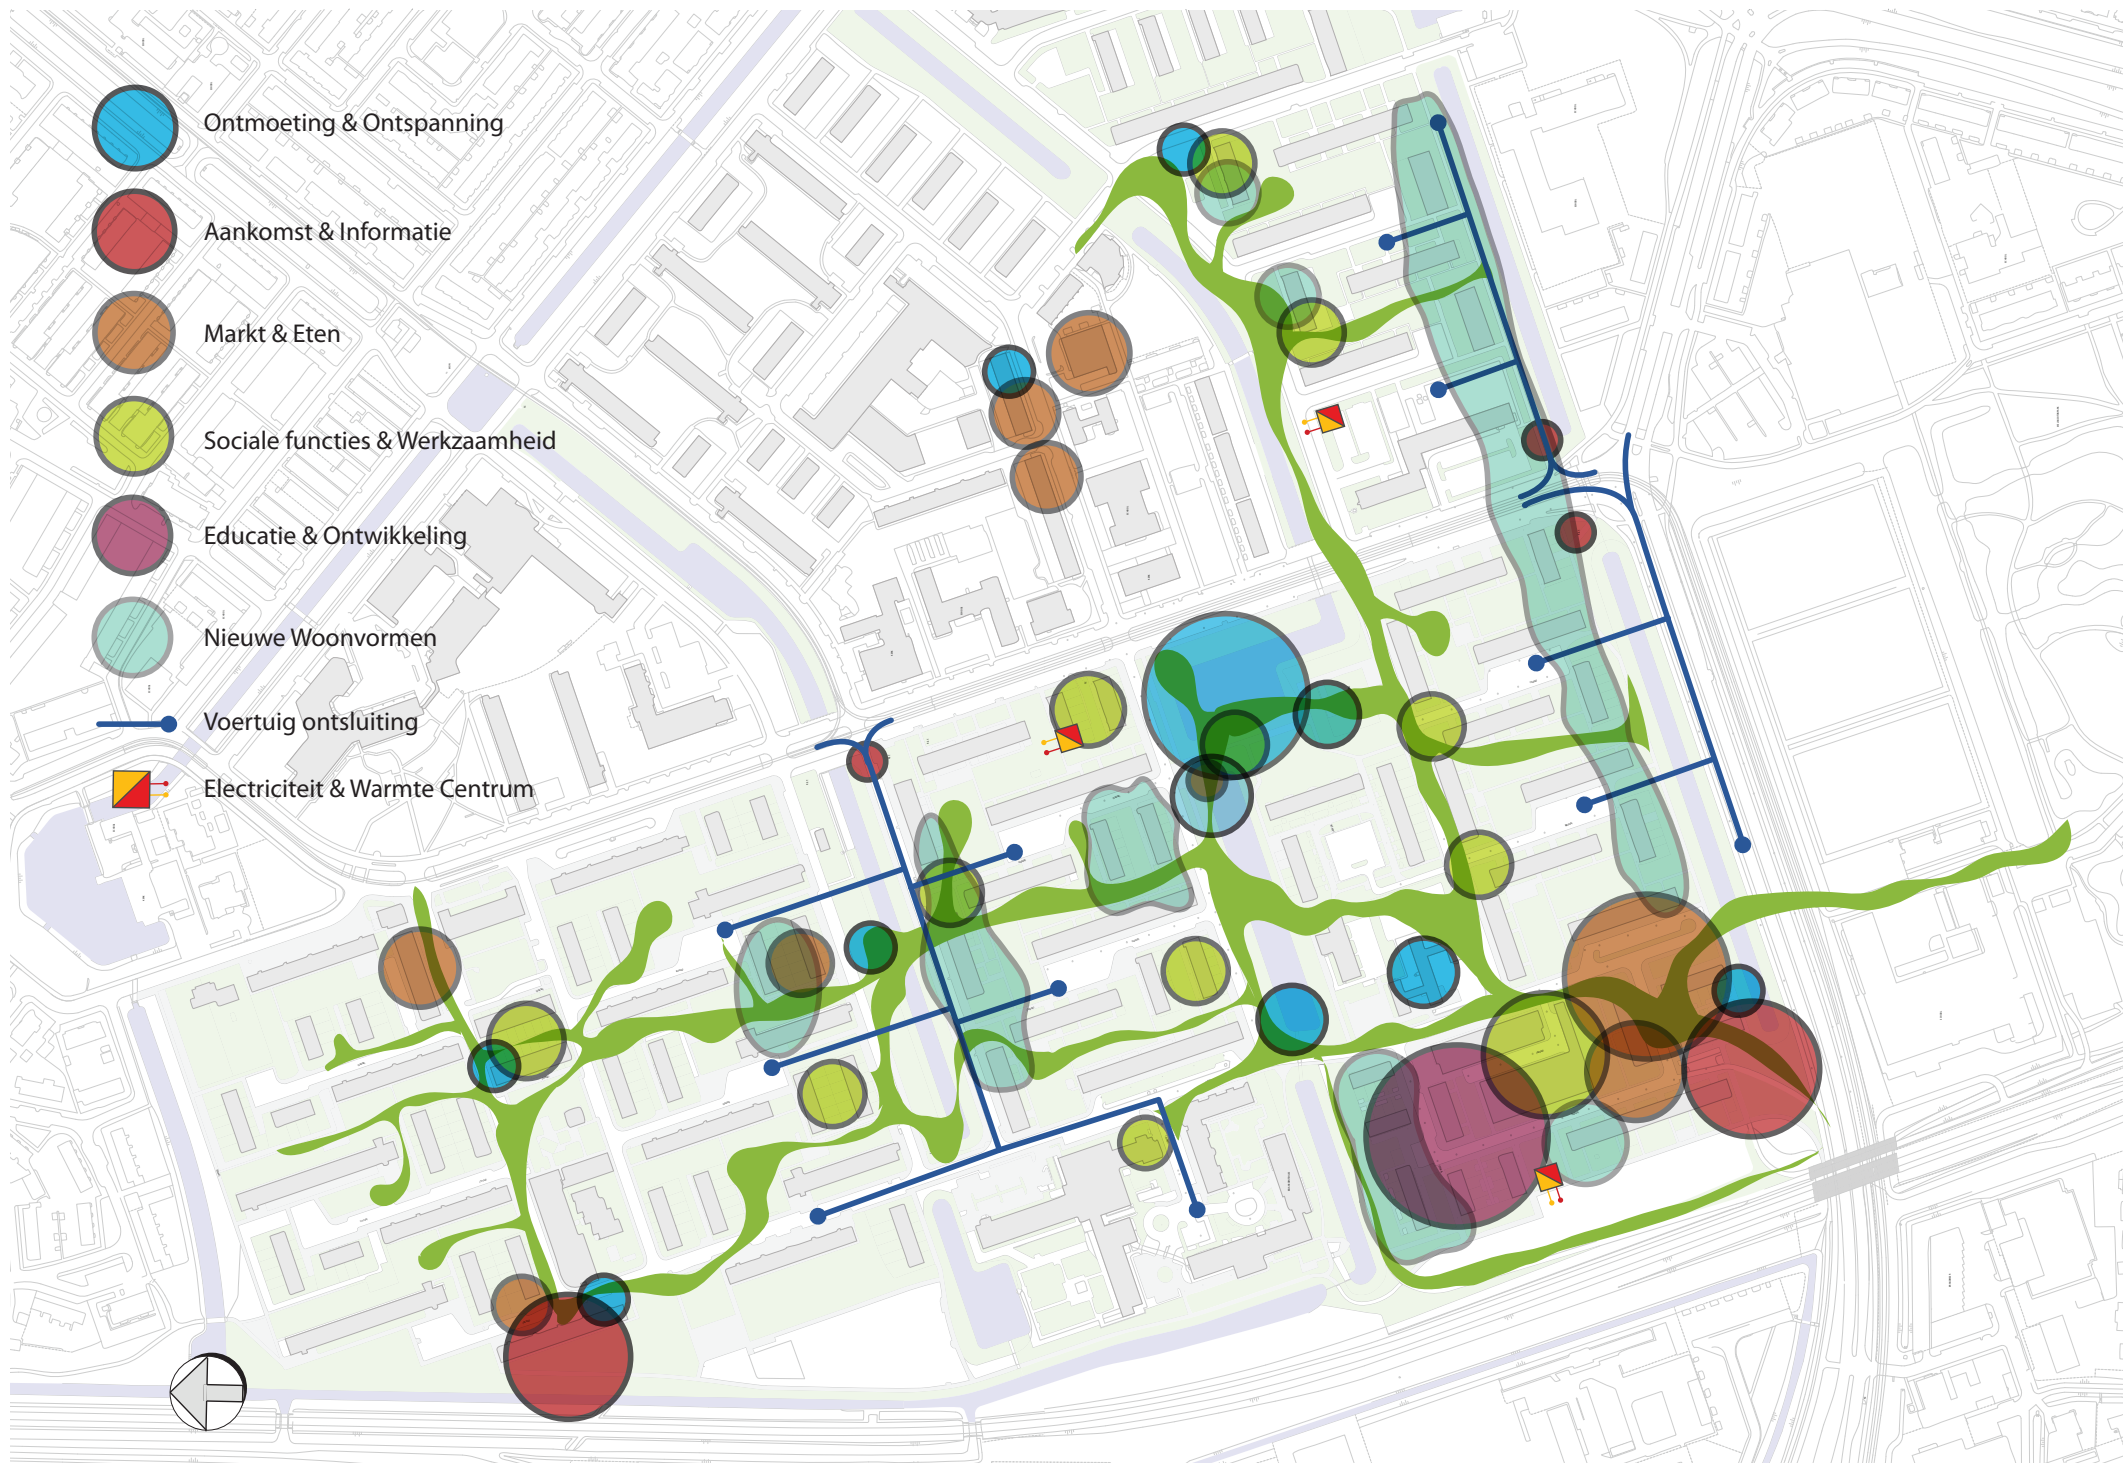 Ontmoeting & Ontspanning
Aankomst & Informatie
Markt & Eten
Sociale functies & Werkzaamheid
Educatie & Ontwikkeling
Nieuwe Woonvormen
Voertuig ontsluiting
Electriciteit & Warmte Centrum